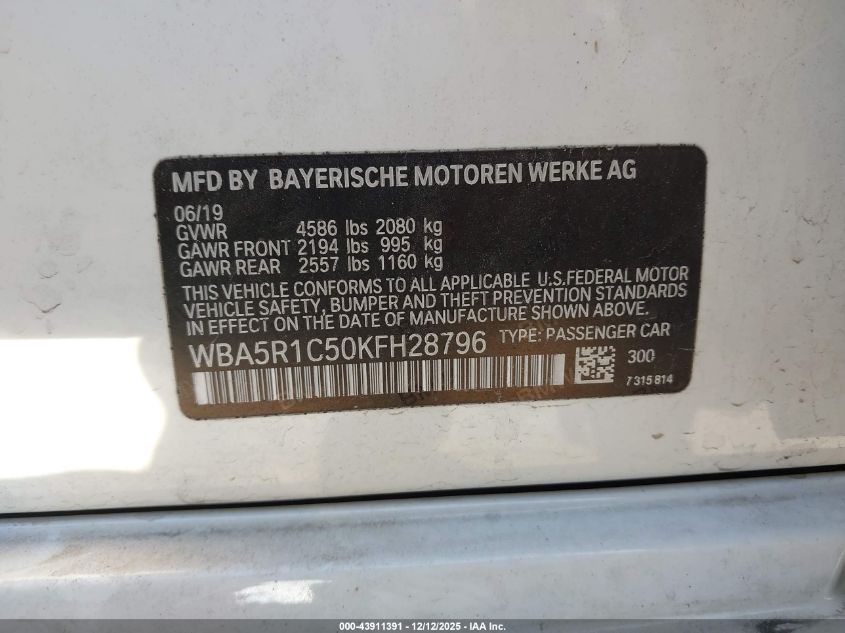 MFD BY BAYERISCHE MOTOREN WERKE AG
06/19
GVWR 4586 lbs 2080 kg
GAWR FRONT 2194 lbs 995 kg
GAWR REAR 2557 lbs 1160 kg
THIS VEHICLE CONFORMS TO ALL APPLICABLE U.S.FEDERAL MOTOR
VEHICLE SAFETY, BUMPER AND THEFT PREVENTION STANDARDS
IN EFFECT ON THE DATE OF MANUFACTURE SHOWN ABOVE.
WBA5R1C50KFH28796 TYPE: PASSENGER CAR
300
7 315 814
000-43911391 - 12/12/2025 - IAA Inc.